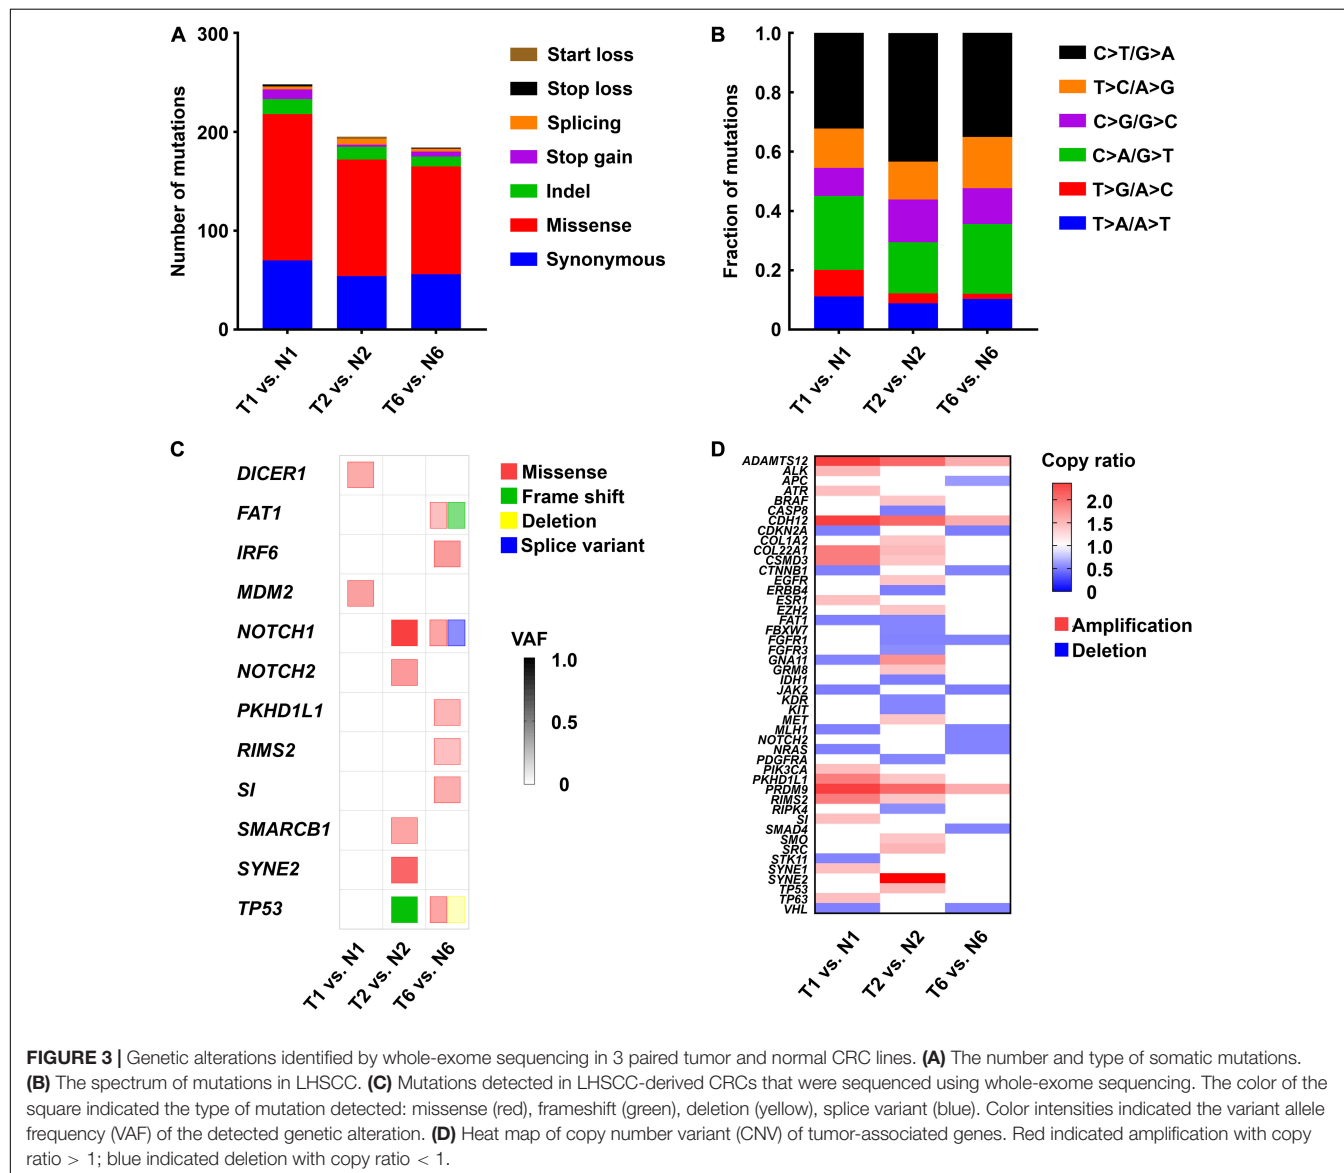 A
Number of mutations
300
200
100
0
T1 vs. N1
T2 vs. N2
T6 vs. N6
Start loss
Stop loss
Splicing
Stop gain
Indel
Missense
Synonymous
B
Fraction of mutations
1.0
0.8
0.6
0.4
0.2
0
T1 vs. N1
T2 vs. N2
T6 vs. N6
C>T/G>A
T>C/A>G
C>G/G>C
C>A/G>T
T>G/A>C
T>A/A>T
C
DICER1
FAT1
IRF6
MDM2
NOTCH1
NOTCH2
PKHD1L1
RIMS2
SI
SMARCB1
SYNE2
TP53
T1 vs. N1
T2 vs. N2
T6 vs. N6
Missense
Frame shift
Deletion
Splice variant
VAF
1.0
0.5
0
D
ADAMTS12
ALK
APC
ATR
BRAF
CASP8
CDH12
CDKN2A
COL1A2
COL22A1
CSMD3
CTNNB1
EGFR
ERBB4
ESR1
EZH2
FAT1
FBXW7
FGFR1
FGFR3
GNA11
GRM8
IDH1
JAK2
KDR
KIT
MET
MLH1
NOTCH2
NRAS
PDGFRA
PIK3CA
PKHD1L1
PRDM9
RIMS2
RIPK4
SI
SMAD4
SMO
SRC
STK11
SYNE1
SYNE2
TP53
TP63
VHL
T1 vs. N1
T2 vs. N2
T6 vs. N6
Copy ratio
2.0
1.5
1.0
0.5
0
Amplification
Deletion
FIGURE 3 | Genetic alterations identified by whole-exome sequencing in 3 paired tumor and normal CRC lines. (A) The number and type of somatic mutations.
(B) The spectrum of mutations in LHSCC. (C) Mutations detected in LHSCC-derived CRCs that were sequenced using whole-exome sequencing. The color of the
square indicated the type of mutation detected: missense (red), frameshift (green), deletion (yellow), splice variant (blue). Color intensities indicated the variant allele
frequency (VAF) of the detected genetic alteration. (D) Heat map of copy number variant (CNV) of tumor-associated genes. Red indicated amplification with copy
ratio > 1; blue indicated deletion with copy ratio < 1.